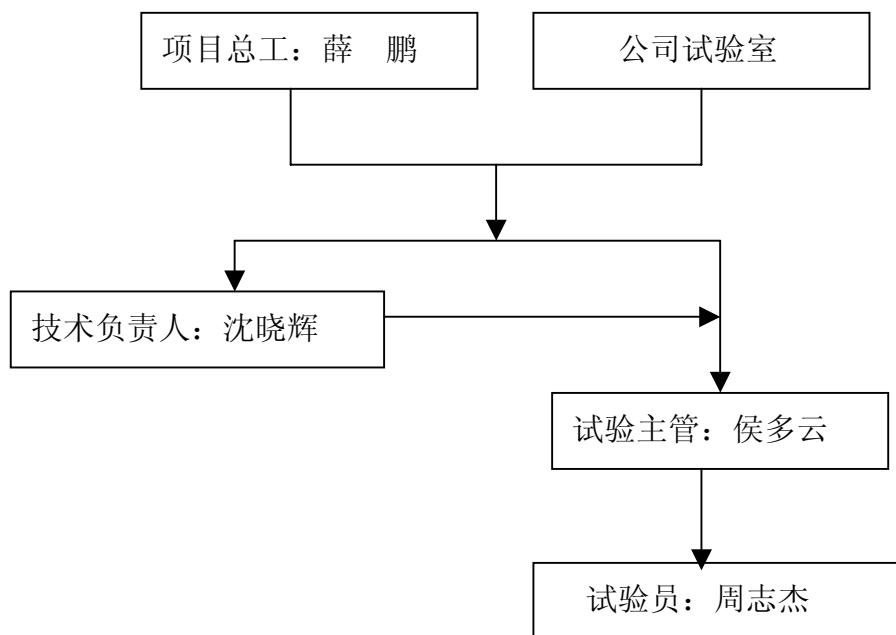 项目总工：薛　鹏
公司试验室
技术负责人：沈晓辉
试验主管：侯多云
试验员：周志杰